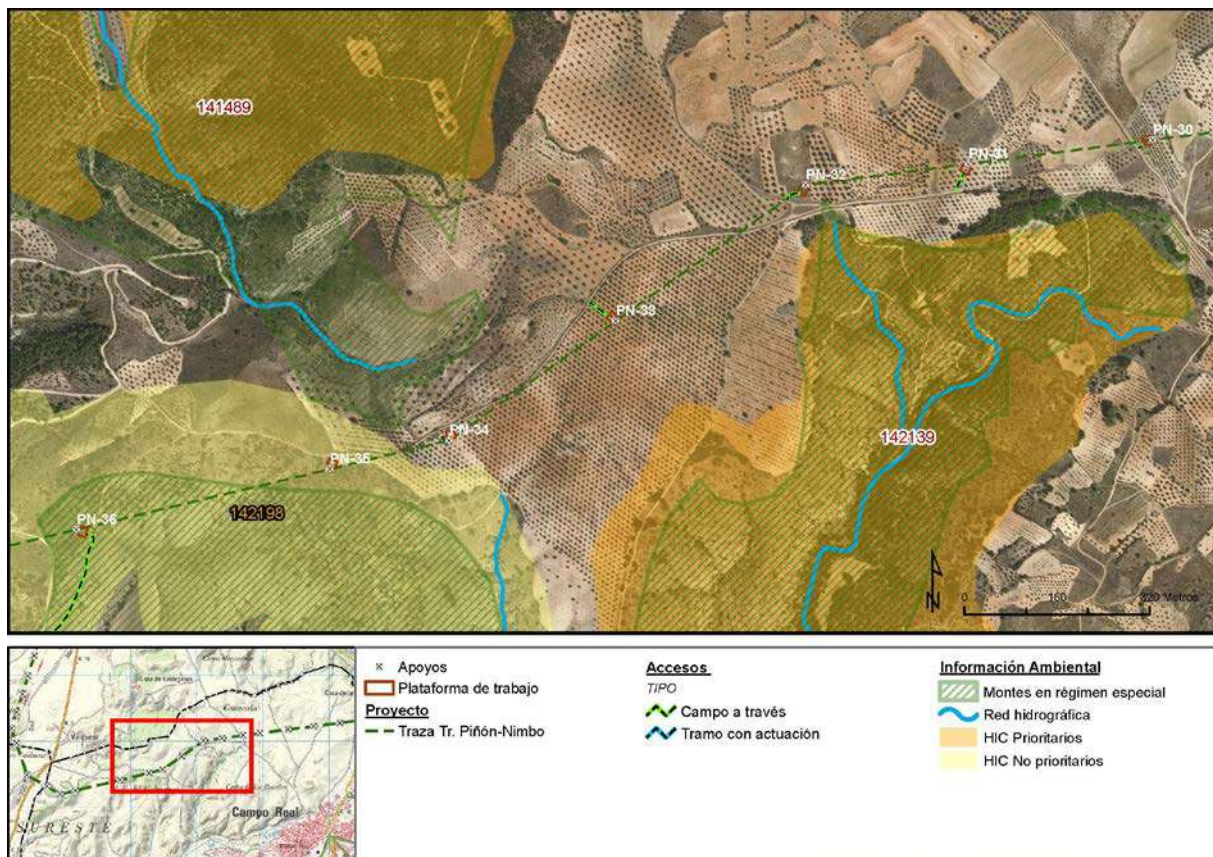 141489
PN-30
PN-31
PN-32
PN-33
142139
PN-34
PN-35
142198
PN-36
N
0 160 320 Metros
Campo Real
SURESTE
Apoyos
Plataforma de trabajo
Proyecto
Traza Tr. Piñón-Nimbo
Accesos
TIPO
Campo a través
Tramo con actuación
Información Ambiental
Montes en régimen especial
Red hidrográfica
HIC Prioritarios
HIC No prioritarios